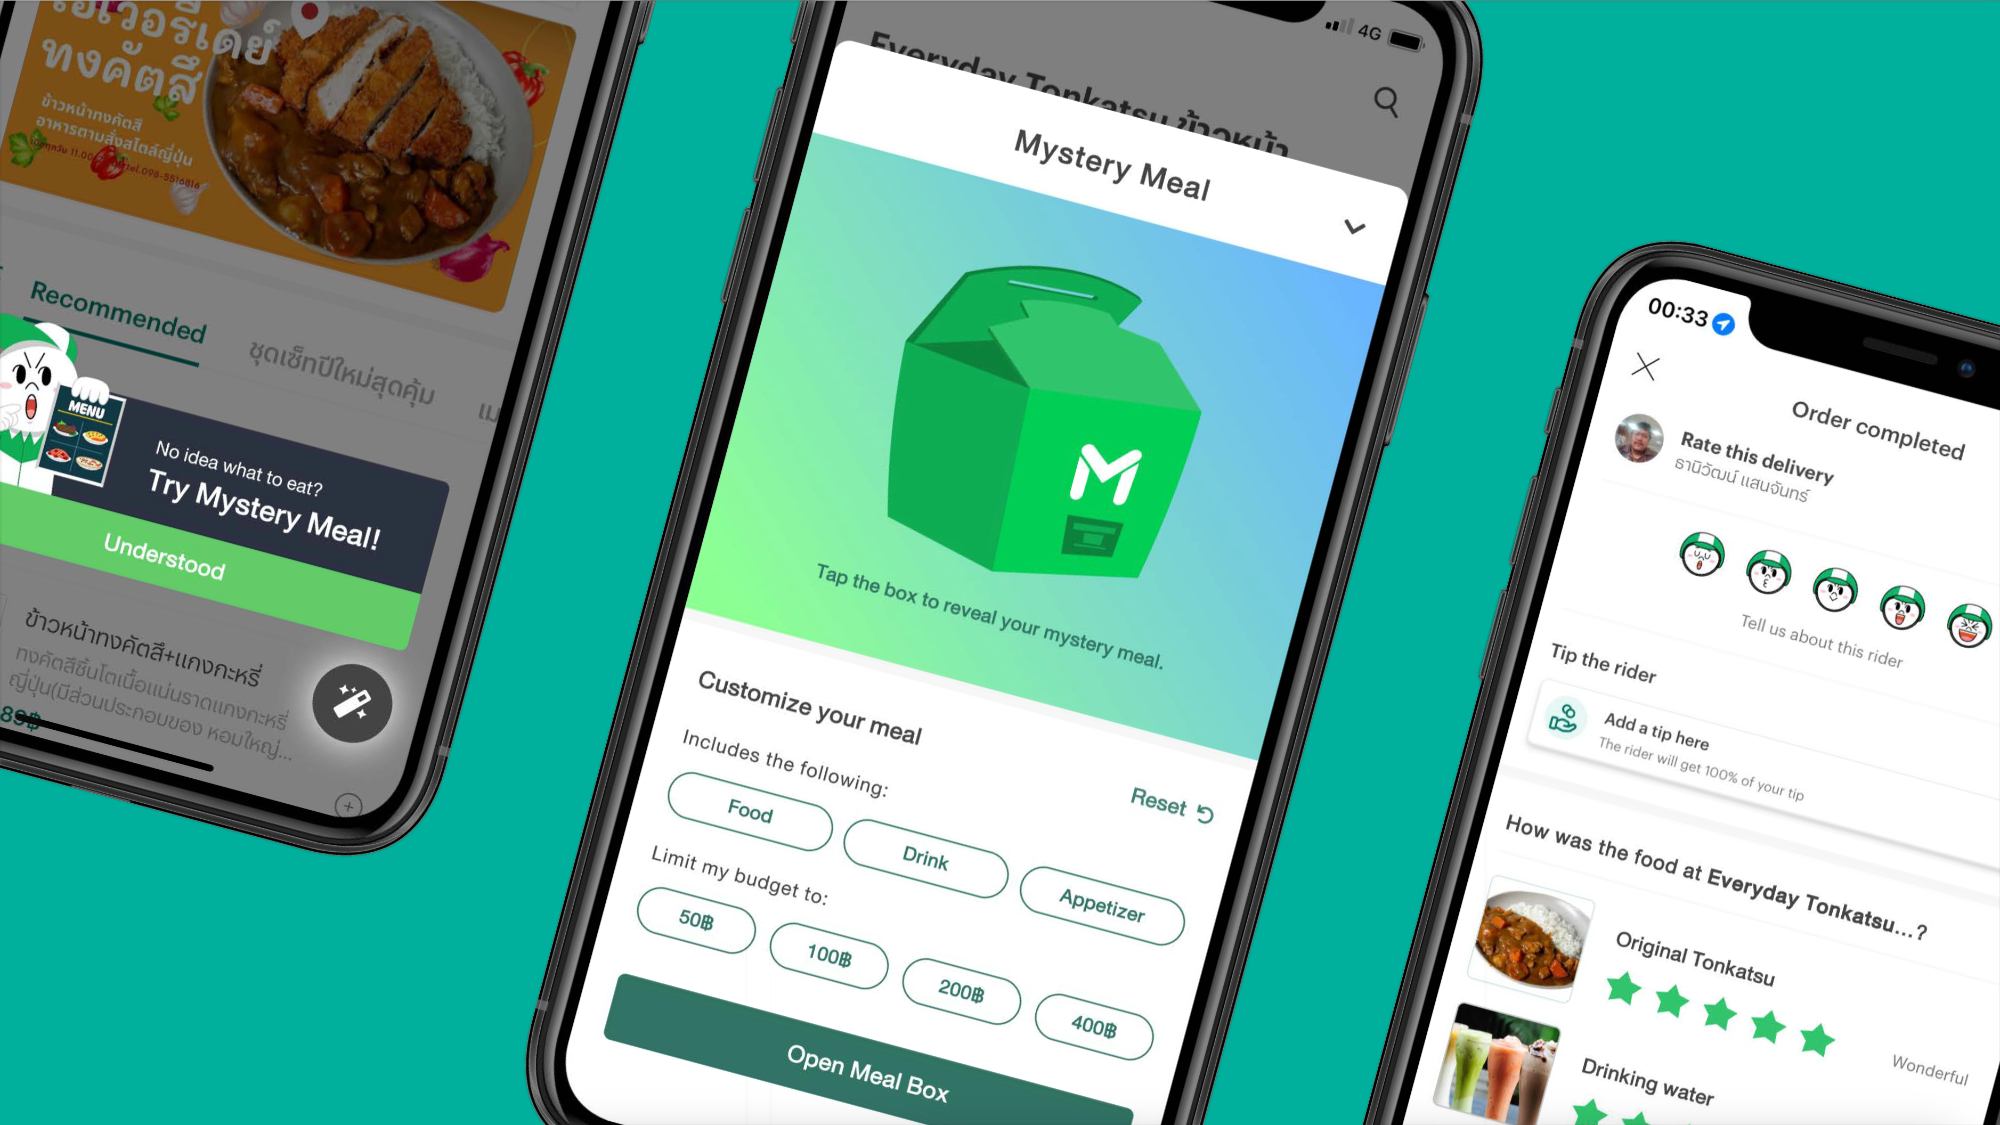 เอเวอรี่เดย์
ทงคัตสึ
ข้าวหน้าทงคัตสึ
อาหารตามสั่งสไตล์ญี่ปุ่น
tel.098-5516816
Recommended
ชุดเซ็ทปีใหม่สุดคุ้ม
เม
MENU
No idea what to eat?
Try Mystery Meal!
Understood
ข้าวหน้าทงคัตสึ+แกงกะหรี่
ทงคัตสึชิ้นโตเนื้อแน่นราดแกงกะหรี่
ญี่ปุ่น(มีส่วนประกอบของ หอมใหญ่...
89฿
4G
Everyday Tonkatsu ข้าวหน้า
Mystery Meal
M
Tap the box to reveal your mystery meal.
Customize your meal
Includes the following:
Reset
Food
Drink
Appetizer
Limit my budget to:
50฿
100฿
200฿
400฿
Open Meal Box
00:33
Order completed
Rate this delivery
ธานิวัฒน์ แสนจันทร์
Tell us about this rider
Tip the rider
Add a tip here
The rider will get 100% of your tip
How was the food at Everyday Tonkatsu...?
Original Tonkatsu
Wonderful
Drinking water